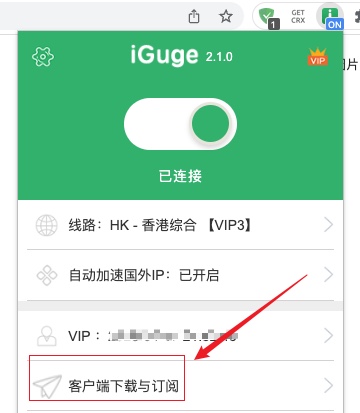 GET
CRX
1
ON
iGuge 2.1.0
VIP
图片
已连接
线路：HK - 香港综合 【VIP3】
自动加速国外IP：已开启
VIP：
客户端下载与订阅